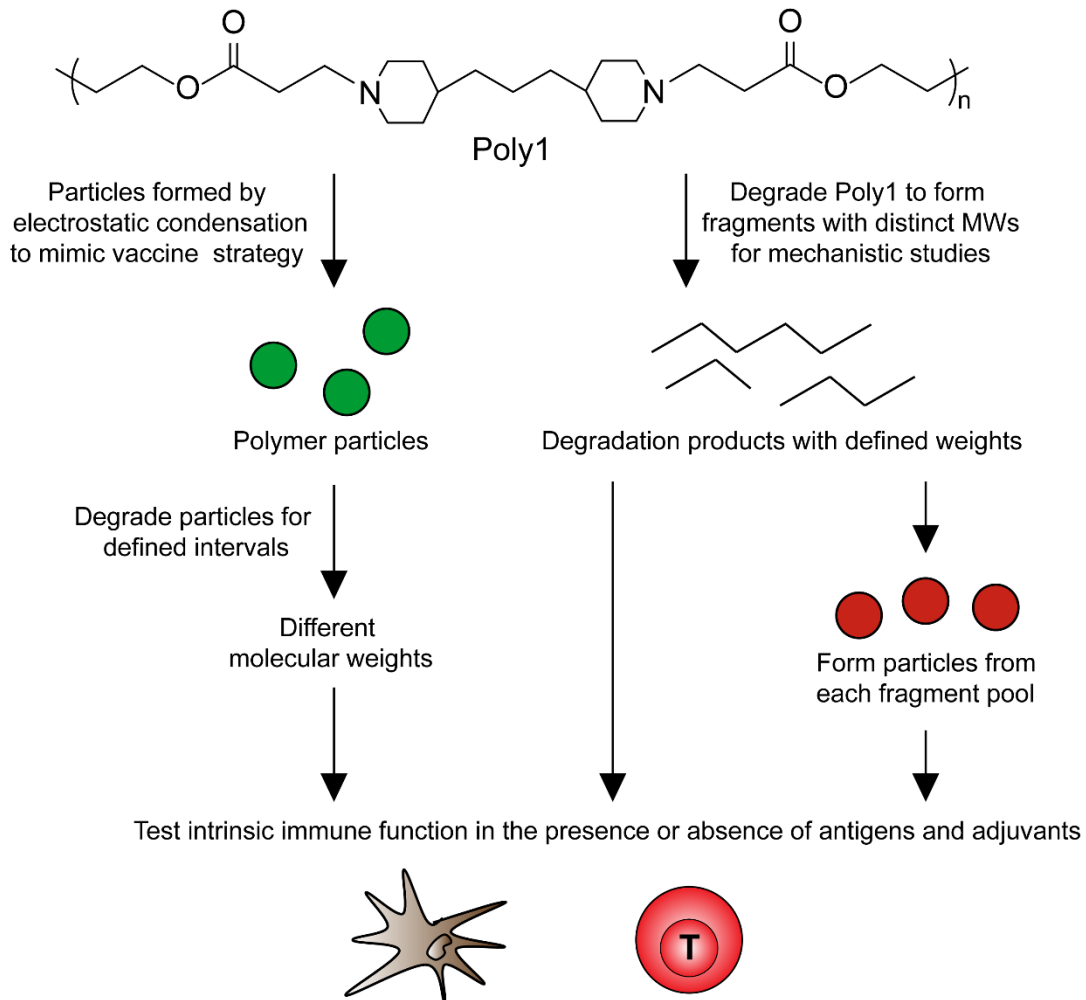 O
O
O
N
N
O
n
Poly1
Particles formed by
electrostatic condensation
to mimic vaccine strategy
Degrade Poly1 to form
fragments with distinct MWs
for mechanistic studies
Polymer particles
Degradation products with defined weights
Degrade particles for
defined intervals
Different
molecular weights
Form particles from
each fragment pool
Test intrinsic immune function in the presence or absence of antigens and adjuvants
T